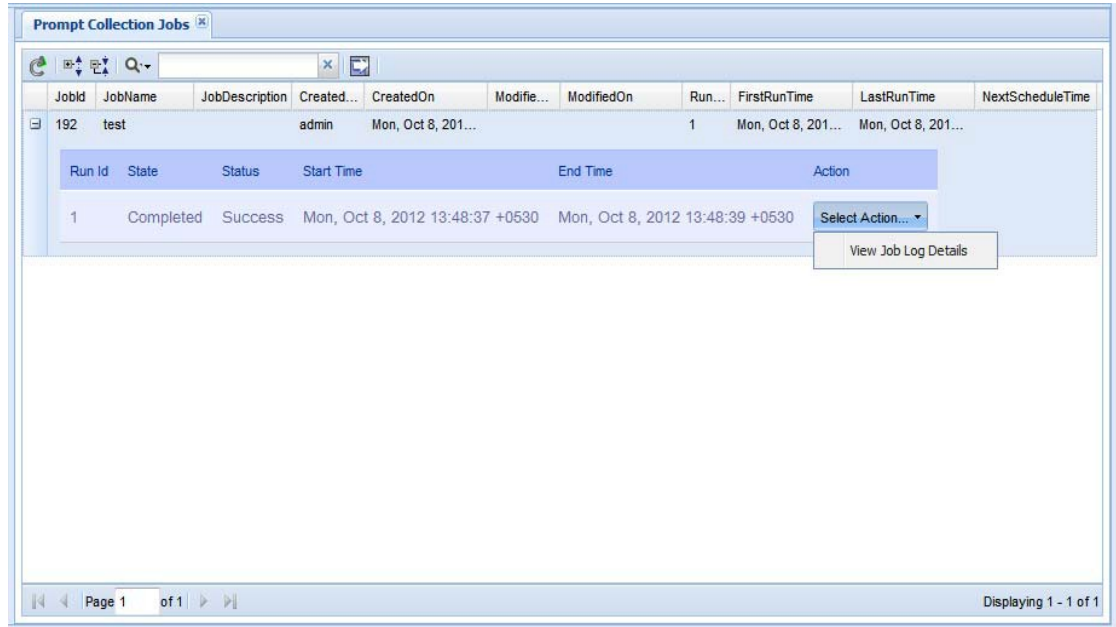 Prompt Collection Jobs
JobId JobName JobDescription Created... CreatedOn Modifie... ModifiedOn Run... FirstRunTime LastRunTime NextScheduleTime
192 test admin Mon, Oct 8, 201... 1 Mon, Oct 8, 201... Mon, Oct 8, 201...
Run Id State Status Start Time End Time Action
1 Completed Success Mon, Oct 8, 2012 13:48:37 +0530 Mon, Oct 8, 2012 13:48:39 +0530 Select Action...
View Job Log Details
Page 1 of 1 Displaying 1 - 1 of 1